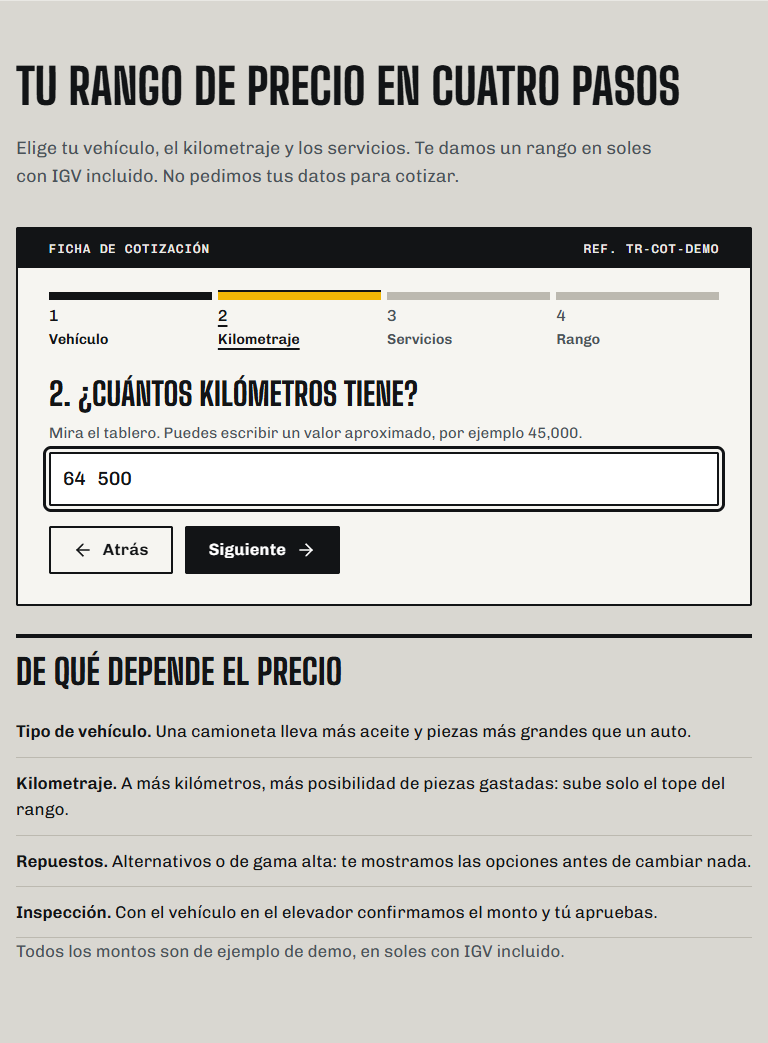 TU RANGO DE PRECIO EN CUATRO PASOS
Elige tu vehículo, el kilometraje y los servicios. Te damos un rango en soles
con IGV incluido. No pedimos tus datos para cotizar.
FICHA DE COTIZACIÓN
REF. TR-COT-DEMO
1
Vehículo
2
Kilometraje
3
Servicios
4
Rango
2. ¿CUÁNTOS KILÓMETROS TIENE?
Mira el tablero. Puedes escribir un valor aproximado, por ejemplo 45,000.
64 500
← Atrás
Siguiente →
DE QUÉ DEPENDE EL PRECIO
Tipo de vehículo. Una camioneta lleva más aceite y piezas más grandes que un auto.
Kilometraje. A más kilómetros, más posibilidad de piezas gastadas: sube solo el tope del
rango.
Repuestos. Alternativos o de gama alta: te mostramos las opciones antes de cambiar nada.
Inspección. Con el vehículo en el elevador confirmamos el monto y tú apruebas.
Todos los montos son de ejemplo de demo, en soles con IGV incluido.